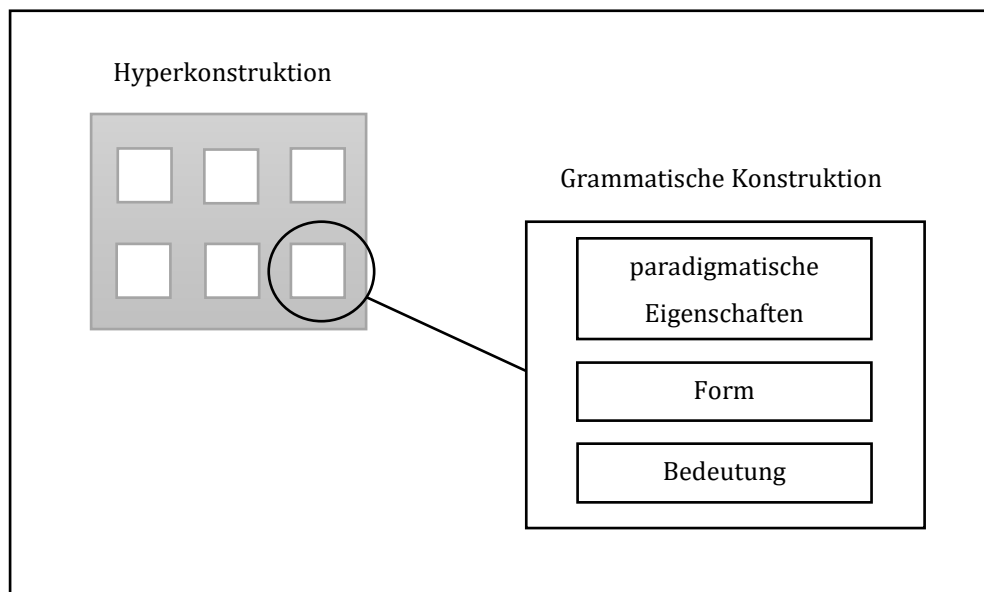 Hyperkonstruktion
Grammatische Konstruktion
paradigmatische
Eigenschaften
Form
Bedeutung